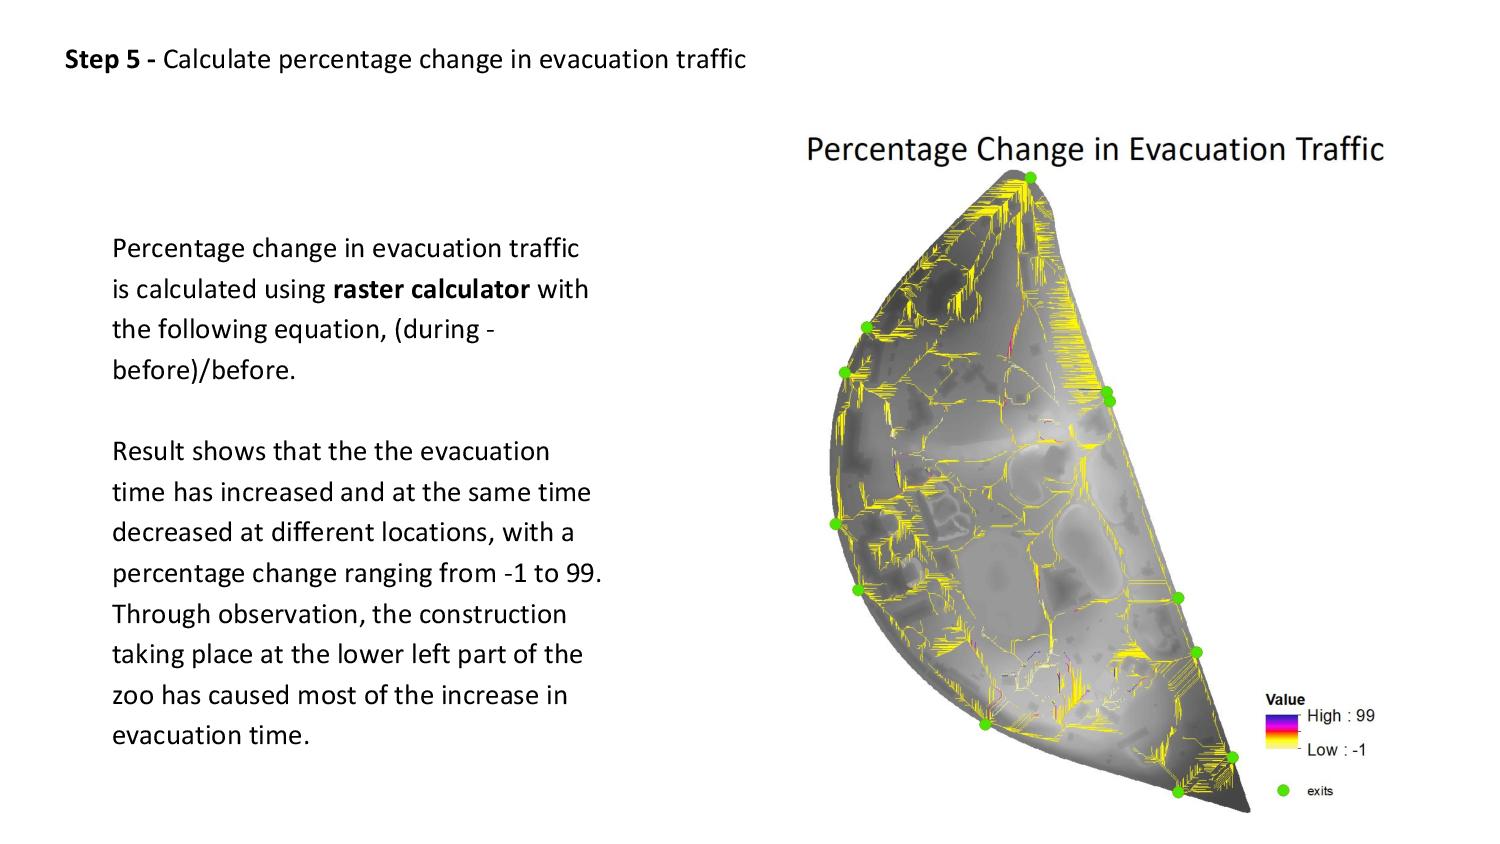 Step 5 - Calculate percentage change in evacuation traffic
Percentage change in evacuation traffic
is calculated using raster calculator with
the following equation, (during -
before)/before.
Result shows that the the evacuation
time has increased and at the same time
decreased at different locations, with a
percentage change ranging from -1 to 99.
Through observation, the construction
taking place at the lower left part of the
zoo has caused most of the increase in
evacuation time.
Percentage Change in Evacuation Traffic
Value
High : 99
Low : -1
exits